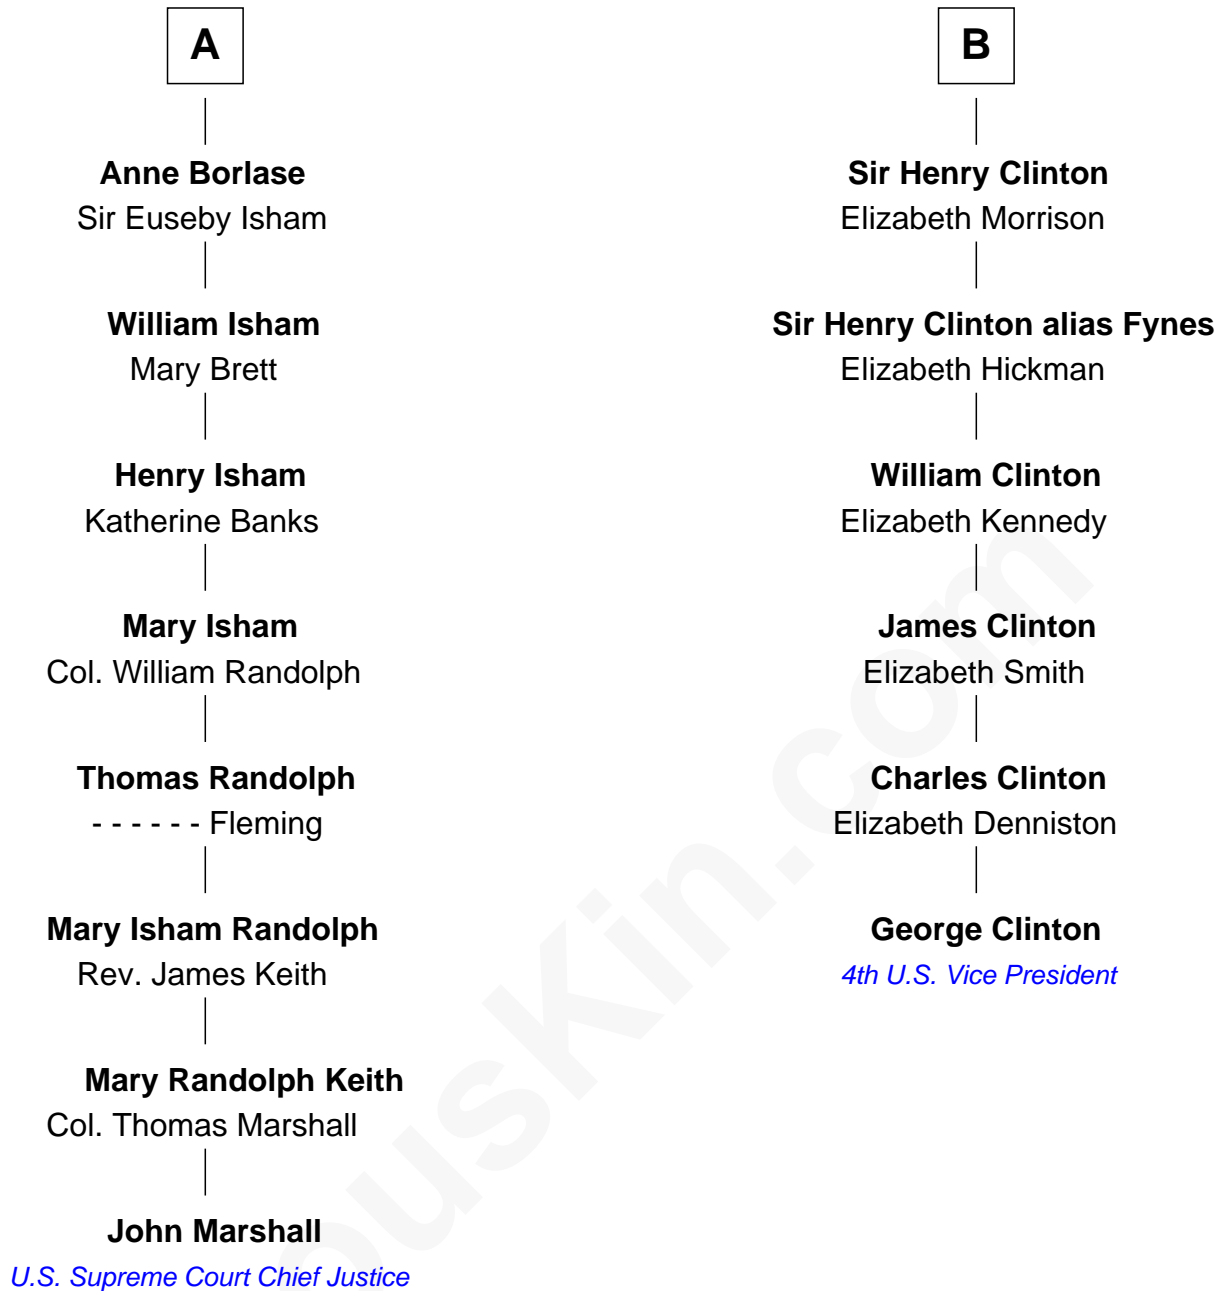 A
Anne Borlase
Sir Euseby Isham
William Isham
Mary Brett
Henry Isham
Katherine Banks
Mary Isham
Col. William Randolph
Thomas Randolph
- - - - - - Fleming
Mary Isham Randolph
Rev. James Keith
Mary Randolph Keith
Col. Thomas Marshall
John Marshall
U.S. Supreme Court Chief Justice
B
Sir Henry Clinton
Elizabeth Morrison
Sir Henry Clinton alias Fynes
Elizabeth Hickman
William Clinton
Elizabeth Kennedy
James Clinton
Elizabeth Smith
Charles Clinton
Elizabeth Denniston
George Clinton
4th U.S. Vice President
ousKin.com